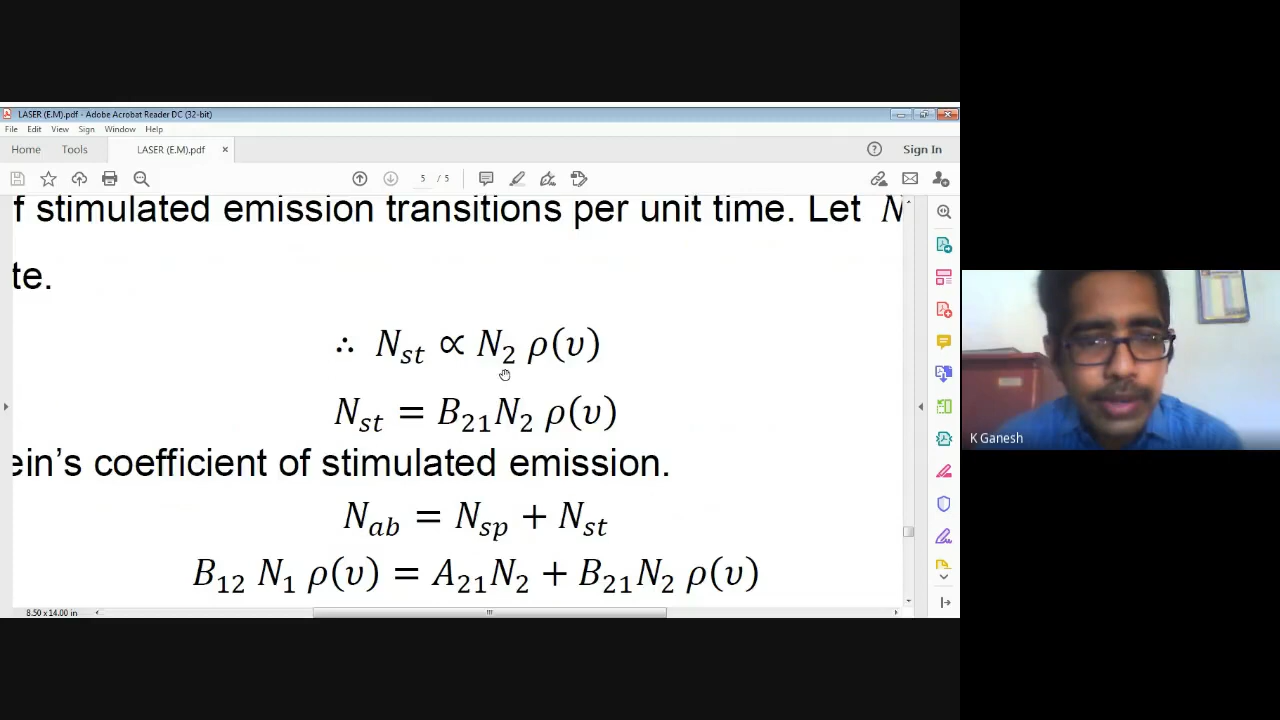 LASER (E.M).pdf - Adobe Acrobat Reader DC (32-bit)
File Edit View Sign Window Help
Home Tools LASER (E.M).pdf × Sign In
5 / 5
f stimulated emission transitions per unit time. Let N
te.
∴ N_st ∝ N_2 ρ(υ)
N_st = B_21 N_2 ρ(υ)
ein’s coefficient of stimulated emission.
N_ab = N_sp + N_st
B_12 N_1 ρ(υ) = A_21 N_2 + B_21 N_2 ρ(υ)
8.50 x 14.00 in
K Ganesh